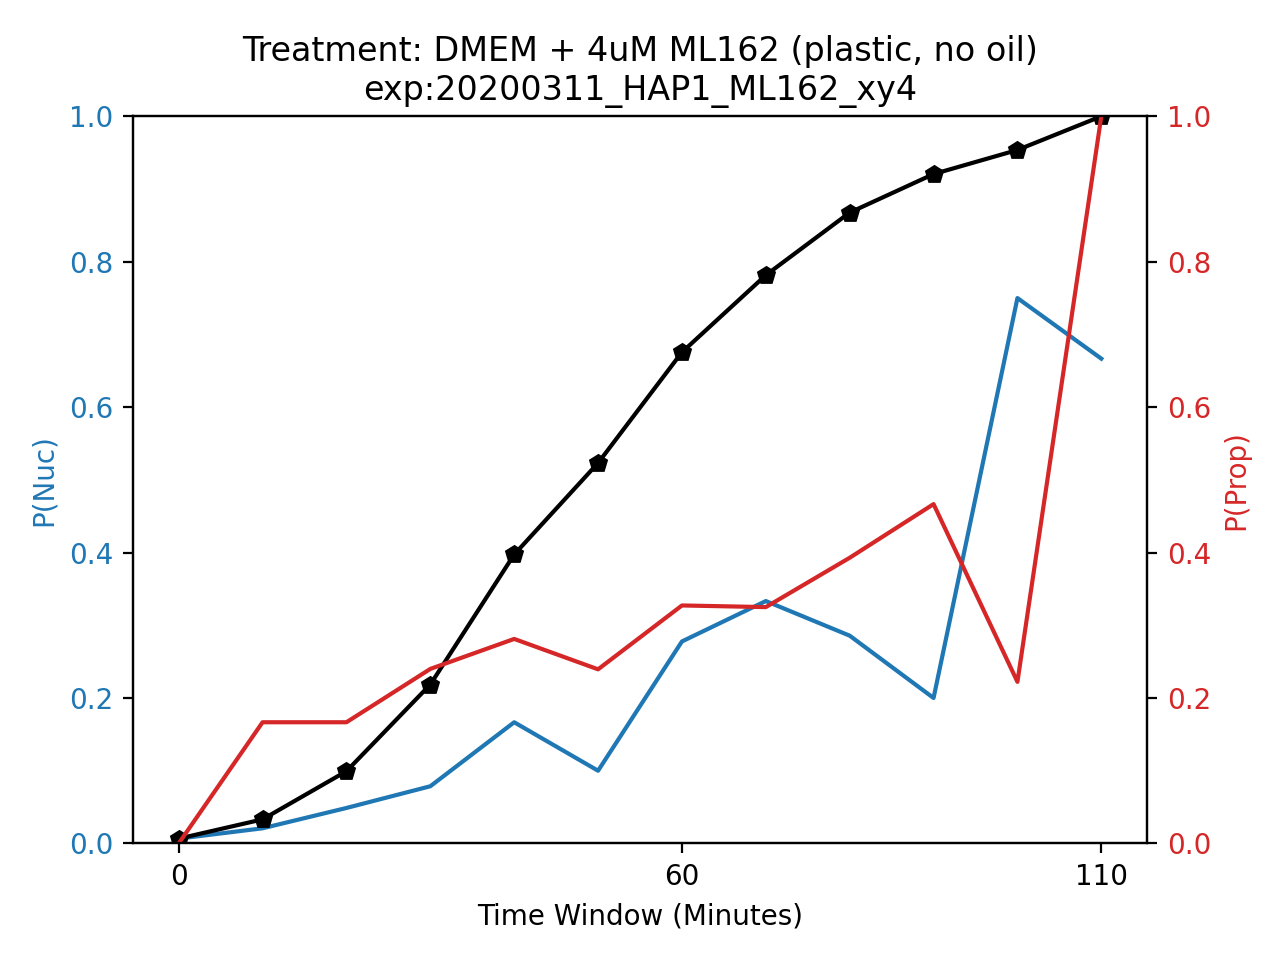 Treatment: DMEM + 4uM ML162 (plastic, no oil)
exp:20200311_HAP1_ML162_xy4
1.0
0.8
0.6
0.4
0.2
0.0
P(Nuc)
1.0
0.8
0.6
0.4
0.2
0.0
P(Prop)
0 60 110
Time Window (Minutes)